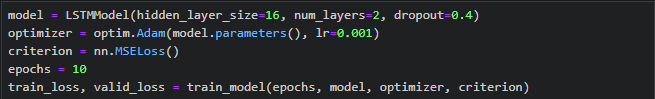 model = LSTMModel(hidden_layer_size=16, num_layers=2, dropout=0.4)
optimizer = optim.Adam(model.parameters(), lr=0.001)
criterion = nn.MSELoss()
epochs = 10
train_loss, valid_loss = train_model(epochs, model, optimizer, criterion)